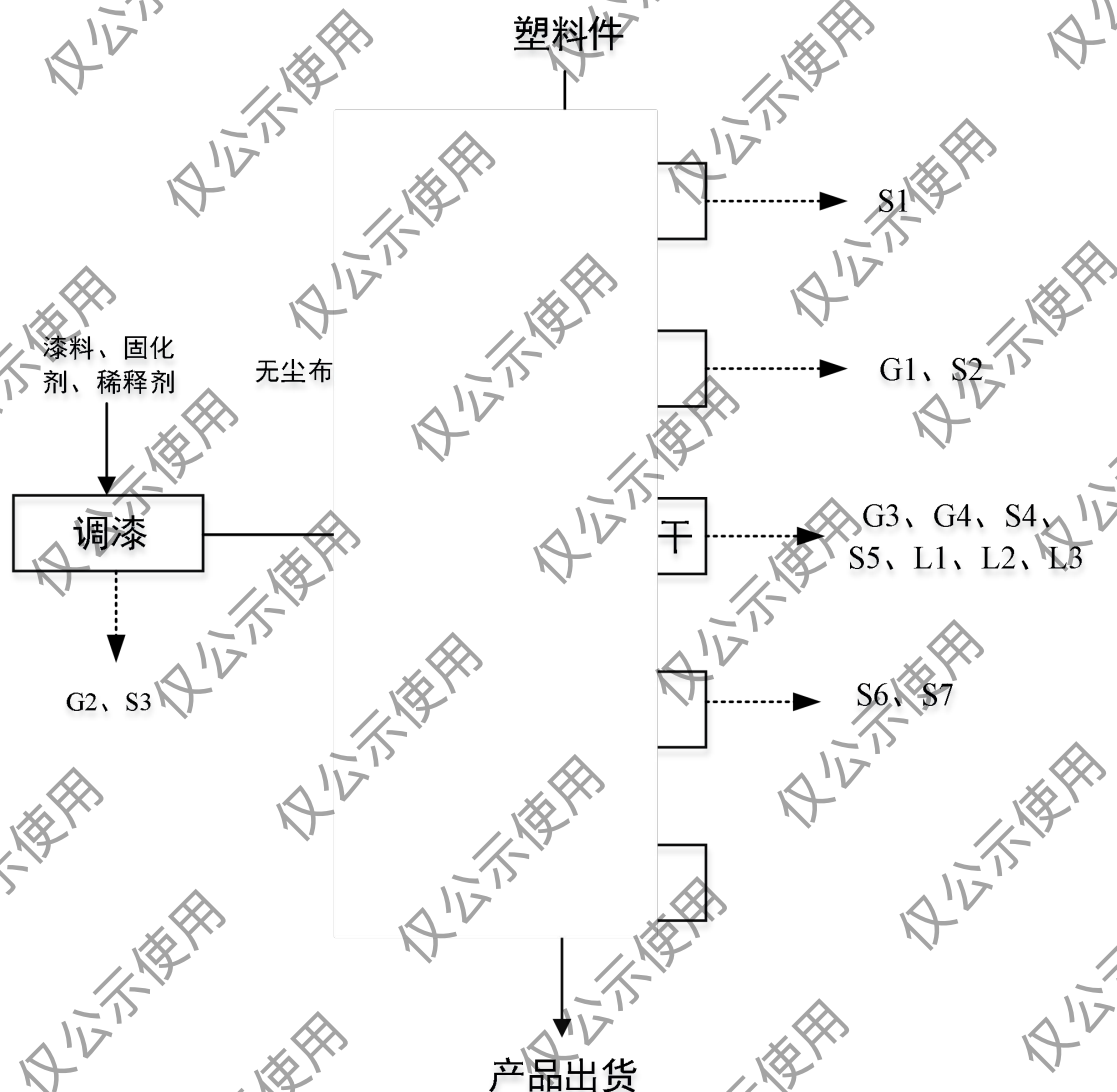 塑料件
S1
漆料、固化
剂、稀释剂
无尘布
G1、S2
调漆
干
G3、G4、S4、
S5、L1、L2、L3
G2、S3
S6、S7
产品出货
仅公示使用